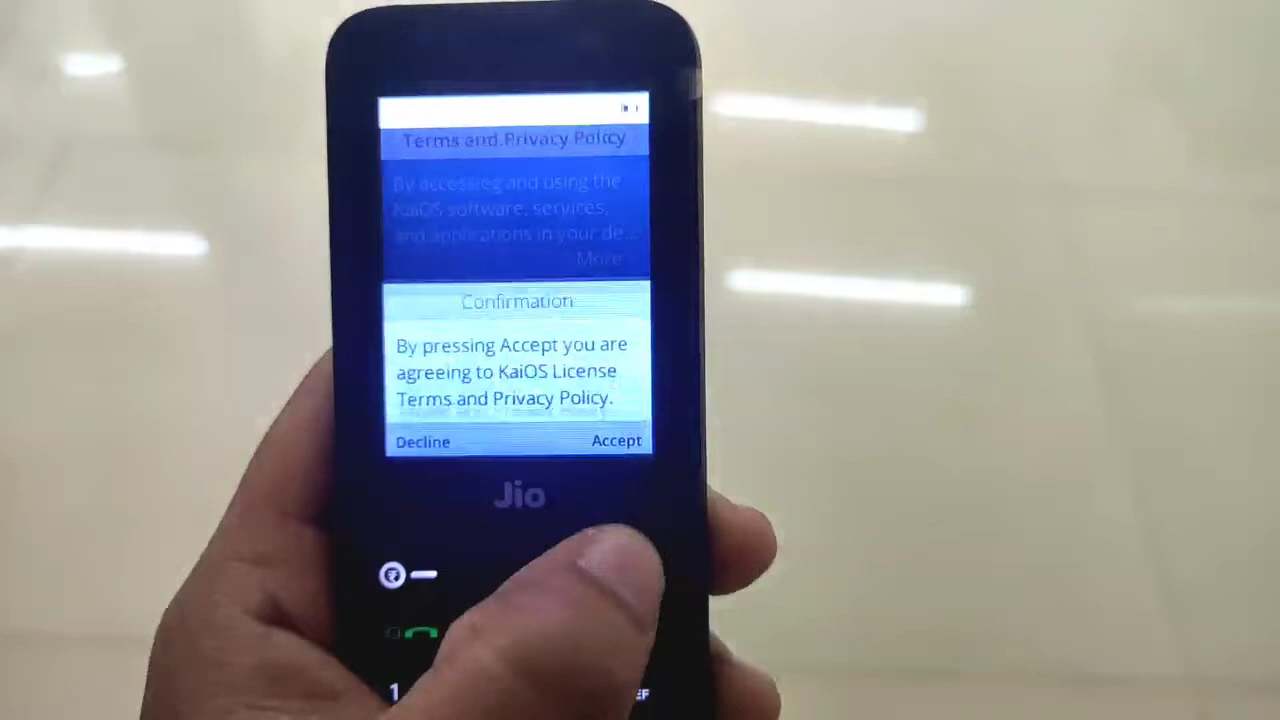 Terms and Privacy Policy
By accessing and using the
KaiOS software, services,
and applications in your de...
More
Confirmation
By pressing Accept you are
agreeing to KaiOS License
Terms and Privacy Policy.
Decline Accept
Jio
₹
1
EF